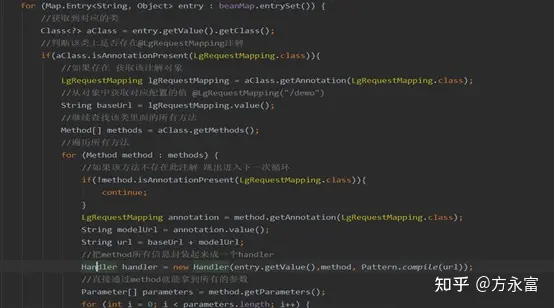 for (Map.Entry<String, Object> entry : beanMap.entrySet()) {
//获取到对应的类
Class<?> aClass = entry.getValue().getClass();
//判断该类上是否存在@LgRequestMapping注解
if(aClass.isAnnotationPresent(LgRequestMapping.class)){
//如果存在 获取该注解对象
LgRequestMapping lgRequestMapping = aClass.getAnnotation(LgRequestMapping.class);
//从对象中获取对应配置的值 @LgRequestMapping("/demo")
String baseUrl = lgRequestMapping.value();
//继续查找该类里面的所有方法
Method[] methods = aClass.getMethods();
//遍历所有方法
for (Method method : methods) {
//如果该方法不存在此注解 跳出进入下一次循环
if(!method.isAnnotationPresent(LgRequestMapping.class)){
continue;
}
LgRequestMapping annotation = method.getAnnotation(LgRequestMapping.class);
String modelUrl = annotation.value();
String url = baseUrl + modelUrl;
//把method所有信息封装起来成一个handler
Handler handler = new Handler(entry.getValue(),method, Pattern.compile(url));
//直接通过method就能拿到所有的参数
Parameter[] parameters = method.getParameters();
for (int i = 0; i < parameters.length; i++) {
知乎 @方永富